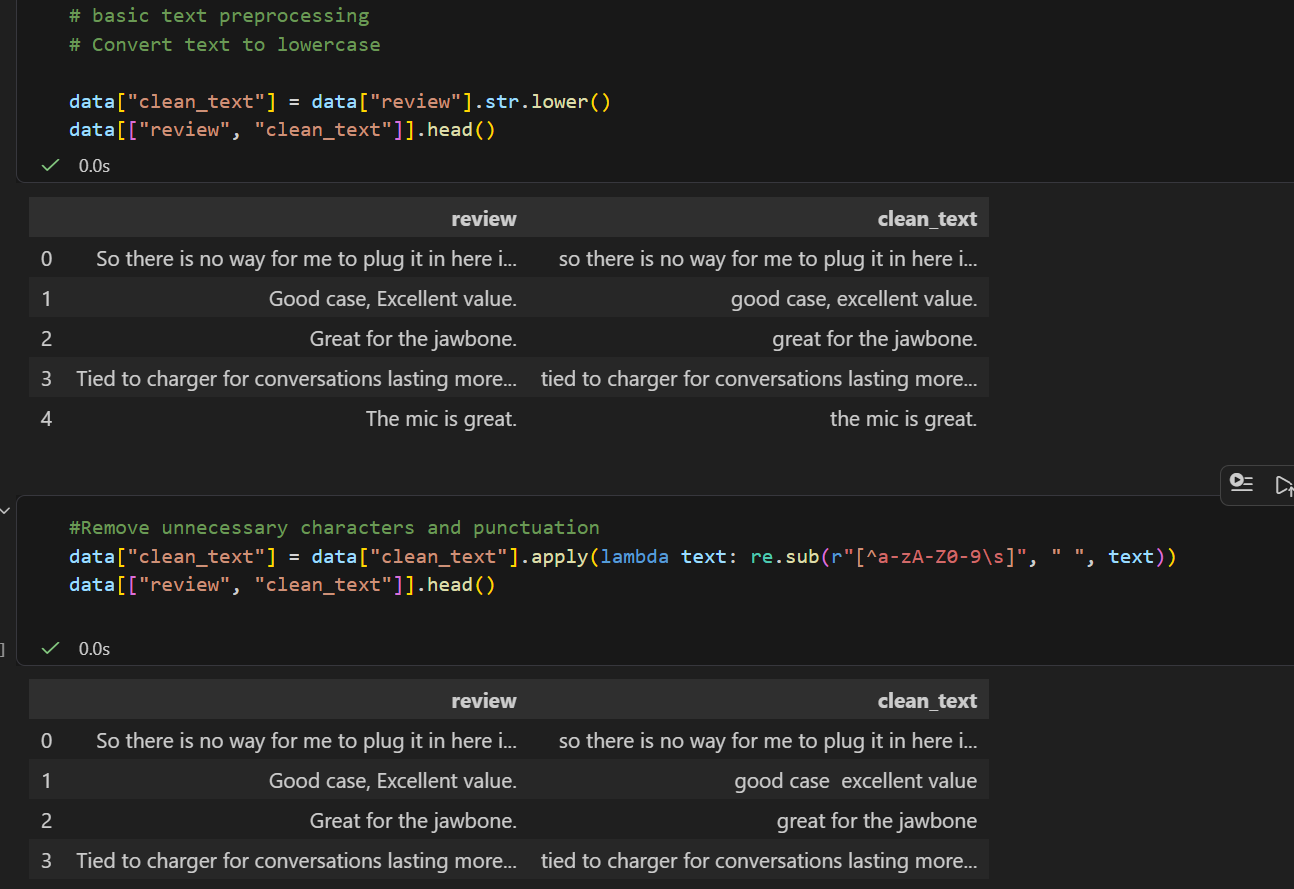 # basic text preprocessing
# Convert text to lowercase
data["clean_text"] = data["review"].str.lower()
data[["review", "clean_text"]].head()
0.0s
review clean_text
0 So there is no way for me to plug it in here i... so there is no way for me to plug it in here i...
1 Good case, Excellent value. good case, excellent value.
2 Great for the jawbone. great for the jawbone.
3 Tied to charger for conversations lasting more... tied to charger for conversations lasting more...
4 The mic is great. the mic is great.
#Remove unnecessary characters and punctuation
data["clean_text"] = data["clean_text"].apply(lambda text: re.sub(r"[^a-zA-Z0-9\s]", " ", text))
data[["review", "clean_text"]].head()
] 0.0s
review clean_text
0 So there is no way for me to plug it in here i... so there is no way for me to plug it in here i...
1 Good case, Excellent value. good case  excellent value
2 Great for the jawbone. great for the jawbone
3 Tied to charger for conversations lasting more... tied to charger for conversations lasting more...